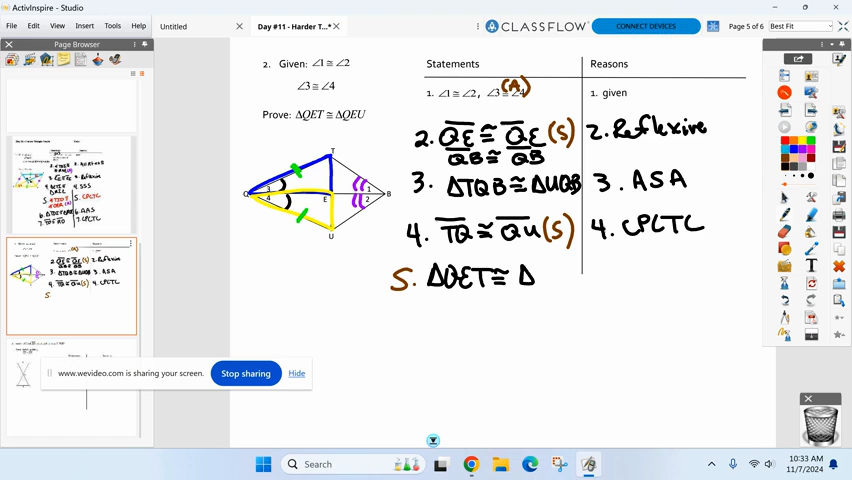 ActivInspire - Studio
File Edit View Insert Tools Help
Untitled
Day #11 - Harder T...*
CLASSFLOW
CONNECT DEVICES
Page 5 of 6
Best Fit
Page Browser
2. Given: ∠1 ≅ ∠2
∠3 ≅ ∠4
Prove: ΔQET ≅ ΔQEU
Statements
Reasons
1. ∠1 ≅ ∠2, ∠3 ≅ ∠4 (A)
1. given
2. QE ≅ QE (S)
QB ≅ QB
2. Reflexive
3. ΔTQB ≅ ΔUQB
3. ASA
4. TQ ≅ QU (S)
4. CPCTC
5. ΔQET ≅ Δ
T
Q 3 1 B
4 E 2
U
www.wevideo.com is sharing your screen.
Stop sharing
Hide
Search
10:33 AM
11/7/2024